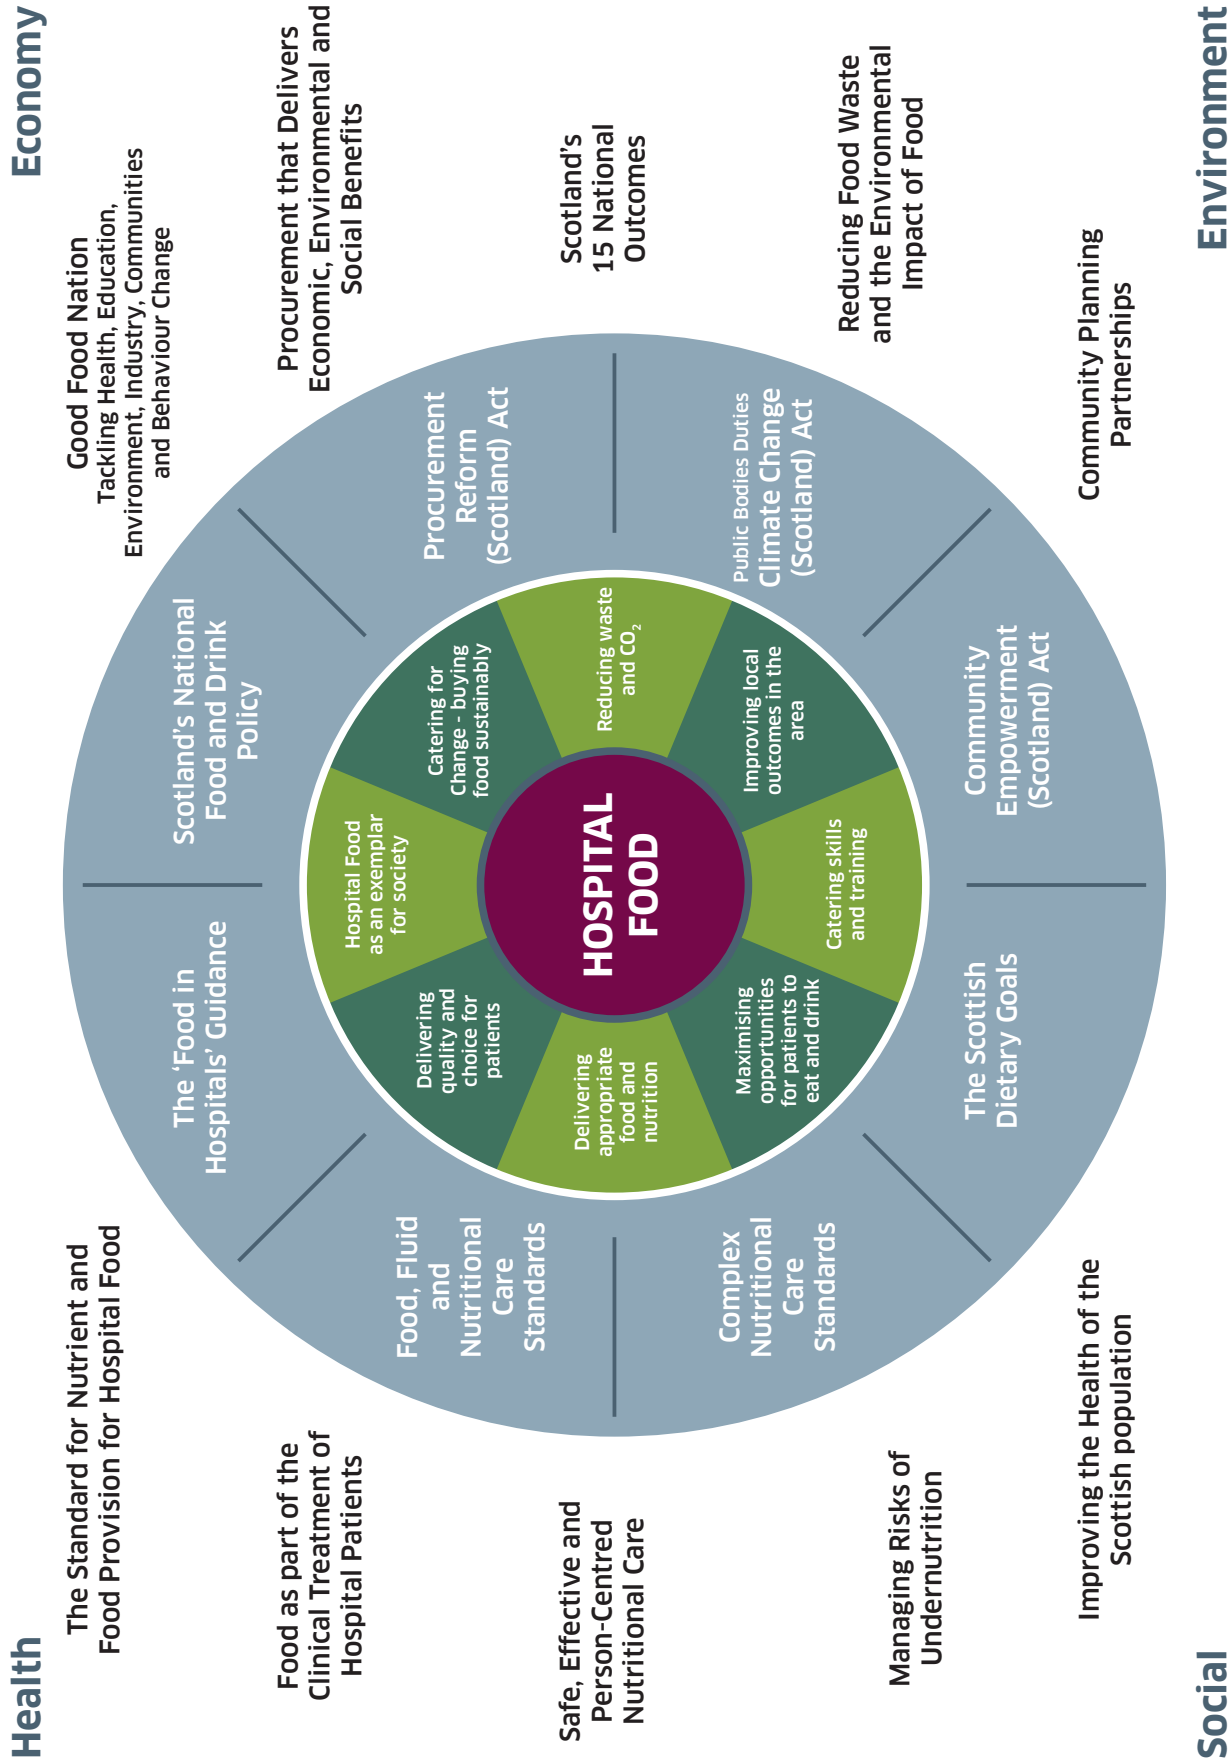 Health
Economy
The Standard for Nutrient and
Food Provision for Hospital Food
Good Food Nation
Tackling Health, Education,
Environment, Industry, Communities
and Behaviour Change
Food as part of the
Clinical Treatment of
Hospital Patients
Procurement that Delivers
Economic, Environmental and
Social Benefits
Safe, Effective and
Person-Centred
Nutritional Care
Scotland's
15 National
Outcomes
Managing Risks of
Undernutrition
Reducing Food Waste
and the Environmental
Impact of Food
Improving the Health of the
Scottish population
Community Planning
Partnerships
Social
Environment
The ‘Food in
Hospitals’ Guidance
Scotland’s National
Food and Drink
Policy
Food, Fluid
and
Nutritional
Care
Standards
Procurement
Reform
(Scotland) Act
Complex
Nutritional
Care
Standards
Public Bodies Duties
Climate Change
(Scotland) Act
The Scottish
Dietary Goals
Community
Empowerment
(Scotland) Act
Hospital Food
as an exemplar
for society
Delivering
quality and
choice for
patients
Catering for
Change - buying
food sustainably
Delivering
appropriate
food and
nutrition
Reducing waste
and CO₂
Maximising
opportunities
for patients to
eat and drink
Improving local
outcomes in the
area
Catering skills
and training
HOSPITAL
FOOD